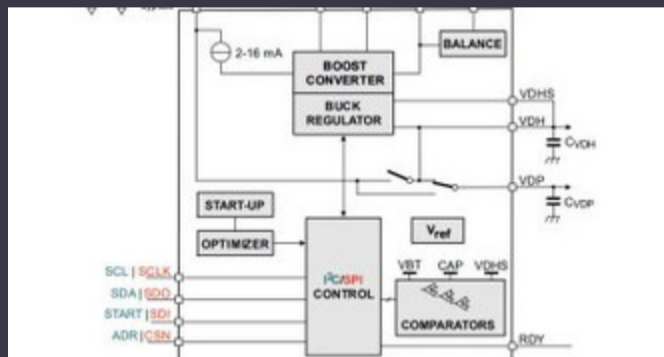 2-16 mA
BALANCE
BOOST
CONVERTER
BUCK
REGULATOR
VDHS
VDH
CVDH
VDP
CVDP
START-UP
OPTIMIZER
Vref
SCL | SCLK
SDA | SDO
START | SDI
ADR | CSN
I²C/SPI
CONTROL
VBT CAP VDHS
COMPARATORS
RDY